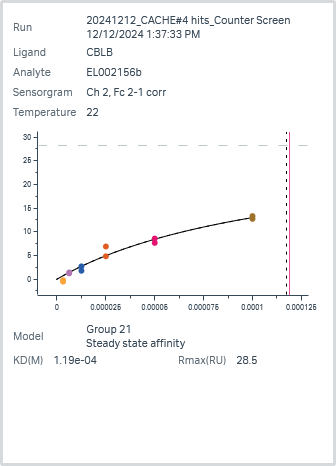 Run 20241212_CACHE#4 hits_Counter Screen
12/12/2024 1:37:33 PM
Ligand CBLB
Analyte EL002156b
Sensorgram Ch 2, Fc 2-1 corr
Temperature 22
30
25
20
15
10
5
0
0 0.000025 0.00005 0.000075 0.0001 0.000125
Model Group 21
Steady state affinity
KD(M) 1.19e-04 Rmax(RU) 28.5